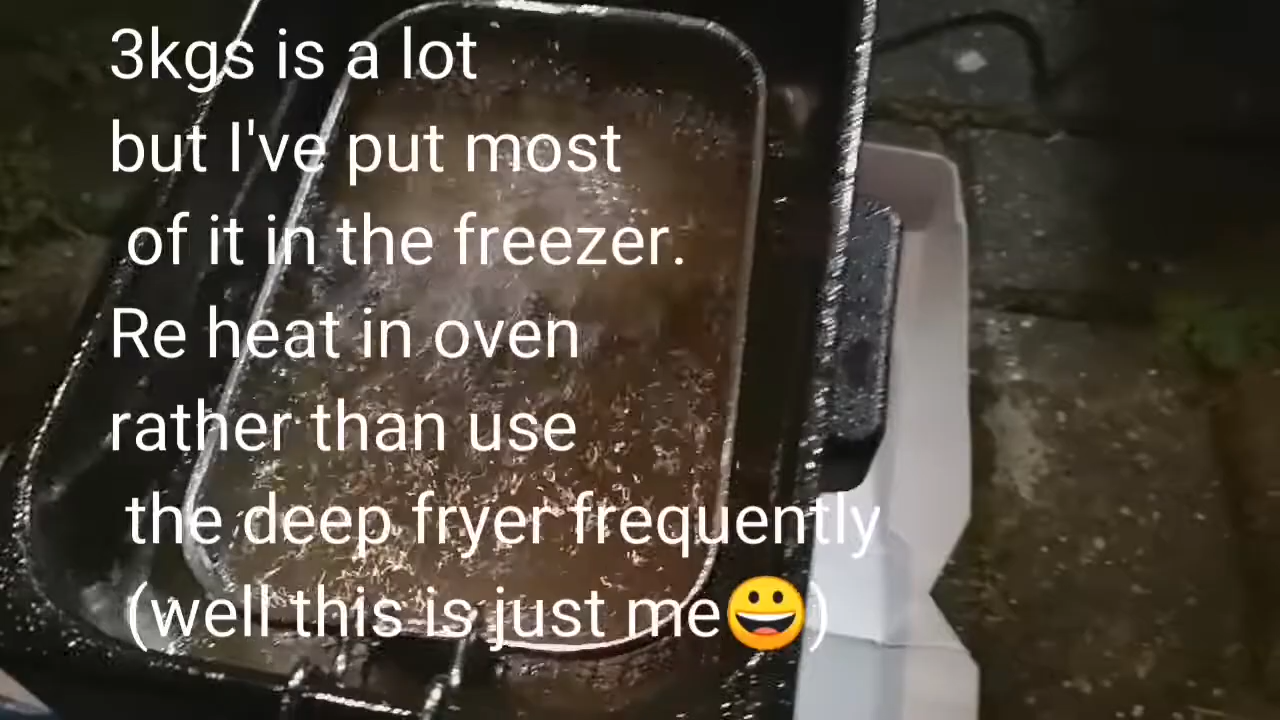 3kgs is a lot
but I've put most
of it in the freezer.
Re heat in oven
rather than use
the deep fryer frequently
(well this is just me😀)